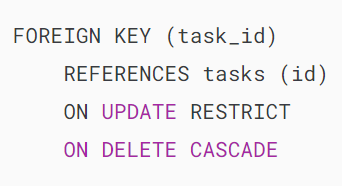 FOREIGN KEY (task_id)
REFERENCES tasks (id)
ON UPDATE RESTRICT
ON DELETE CASCADE